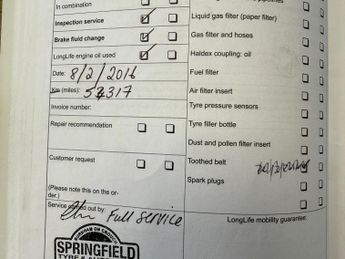 In combination
Inspection service
Brake fluid change
LongLife engine oil used
Date: 8/2/2016
Km (miles): 52317
Invoice number:
Repair recommendation
Customer request
(Please note this on the or-
der.)
Service carried out by: Full Service
SPRINGFIELD
Liquid gas filter (paper filter)
Gas filter and hoses
Haldex coupling: oil
Fuel filter
Air filter insert
Tyre pressure sensors
Tyre filler bottle
Dust and pollen filter insert
Toothed belt
Spark plugs
LongLife mobility guarantee: